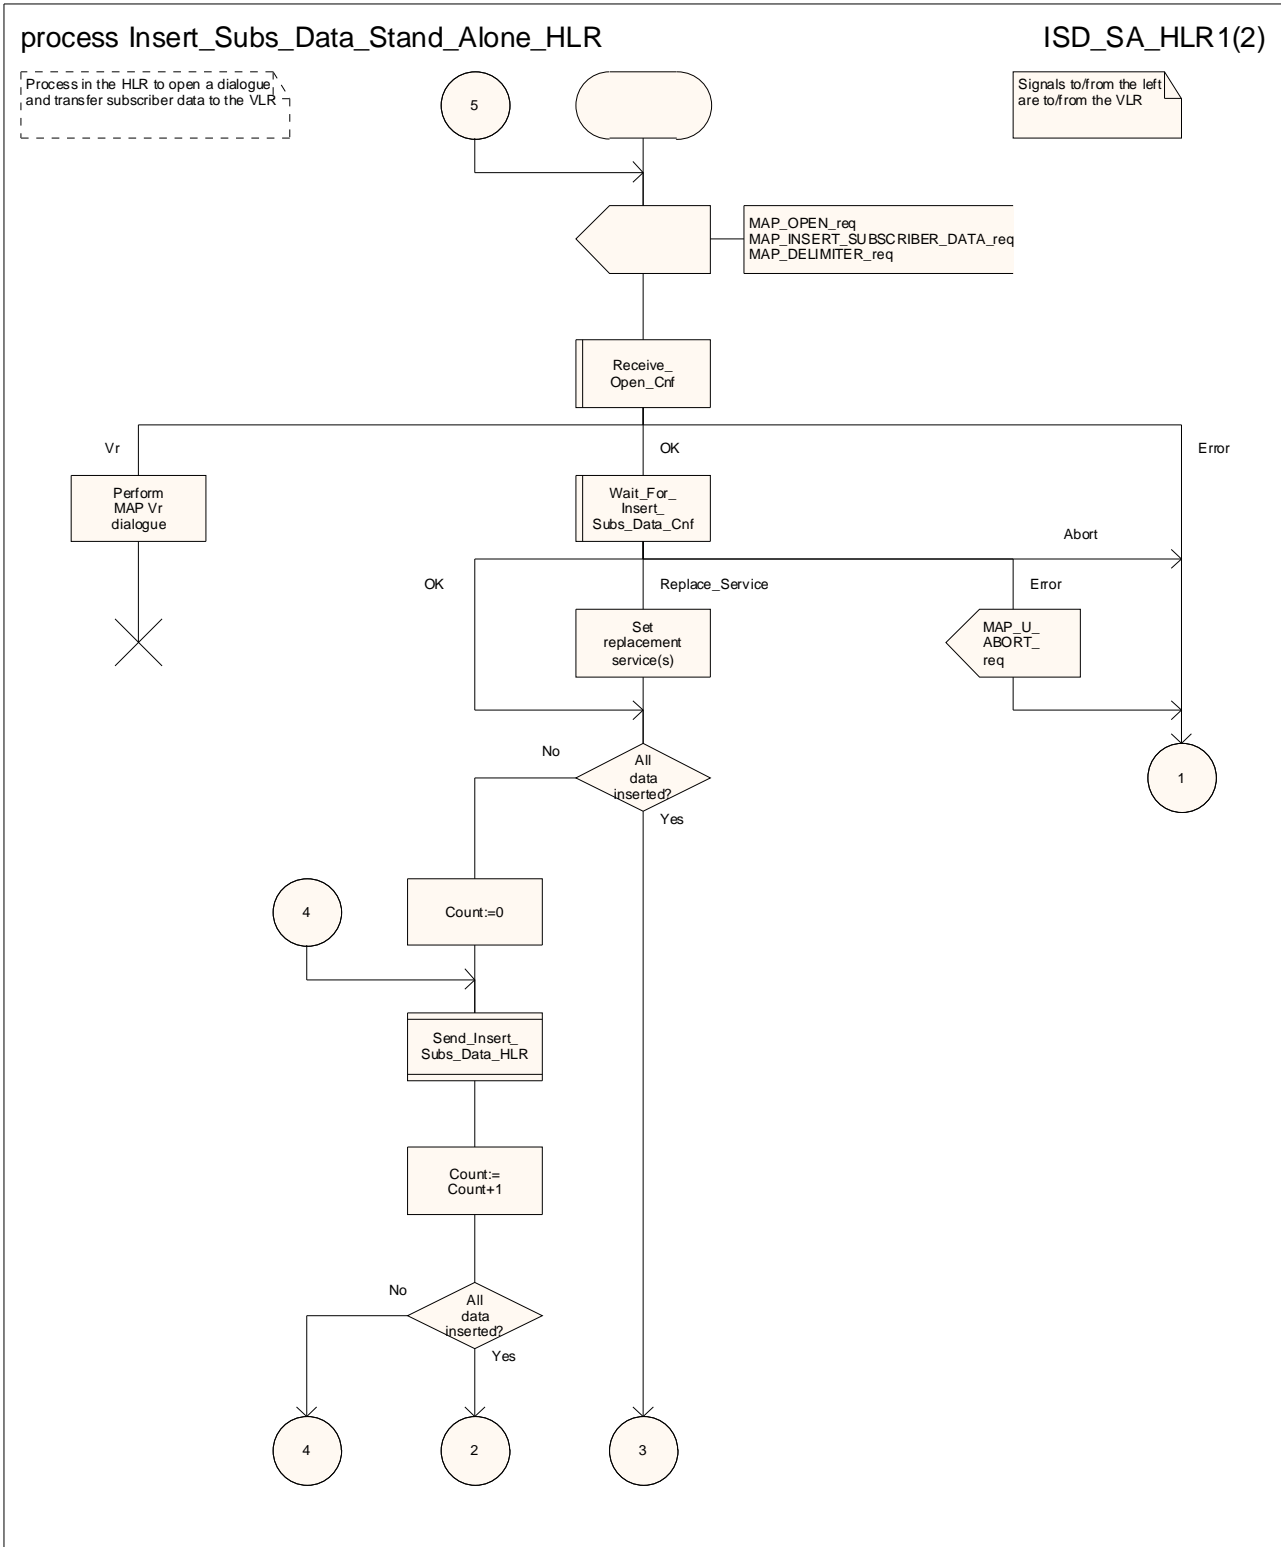 process Insert_Subs_Data_Stand_Alone_HLR
ISD_SA_HLR1(2)
Process in the HLR to open a dialogue
and transfer subscriber data to the VLR
5
Signals to/from the left
are to/from the VLR
MAP_OPEN_req
MAP_INSERT_SUBSCRIBER_DATA_req
MAP_DELIMITER_req
Receive_
Open_Cnf
Vr
OK
Error
Perform
MAP Vr
dialogue
Wait_For_
Insert_
Subs_Data_Cnf
Abort
OK
Replace_Service
Error
Set
replacement
service(s)
MAP_U_
ABORT_
req
No
All
data
inserted?
Yes
1
4
Count:=0
Send_Insert_
Subs_Data_HLR
Count:=
Count+1
No
All
data
inserted?
Yes
4
2
3